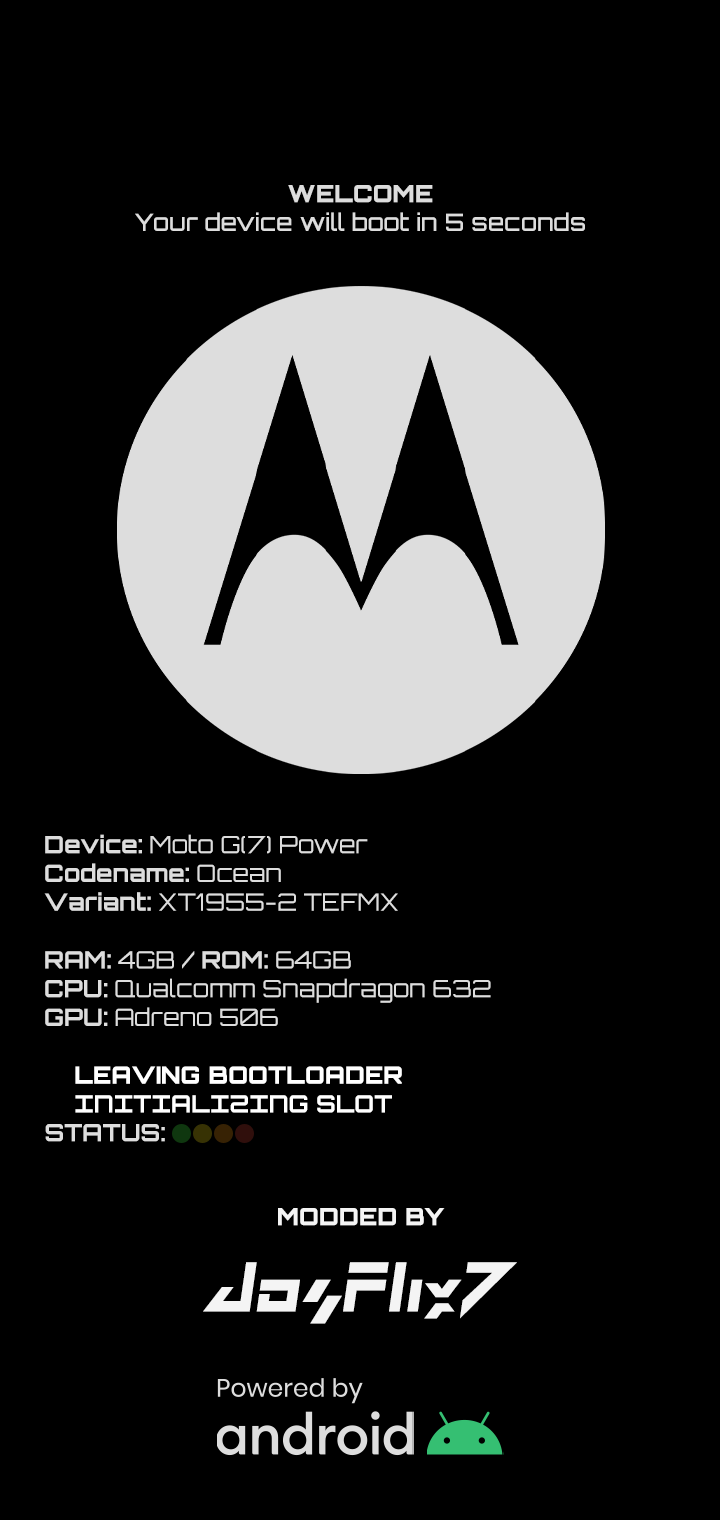 WELCOME
Your device will boot in 5 seconds
Device: Moto G(7) Power
Codename: Ocean
Variant: XT1955-2 TEFMX
RAM: 4GB / ROM: 64GB
CPU: Qualcomm Snapdragon 632
GPU: Adreno 506
LEAVING BOOTLOADER
INITIALIZING SLOT
STATUS:
MODDED BY
JayFlix7
Powered by
android